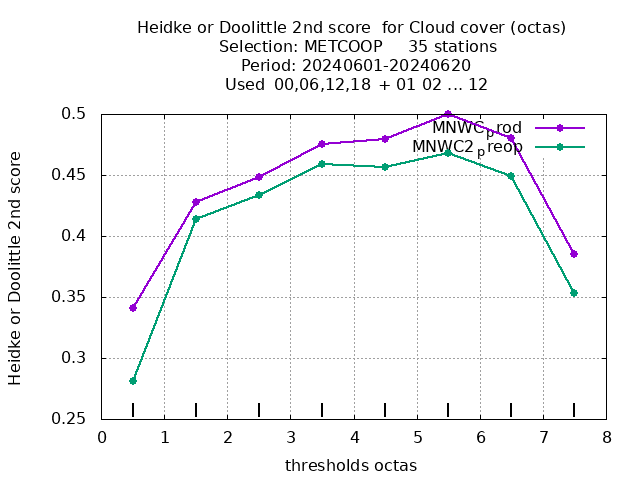 Heidke or Doolittle 2nd score  for Cloud cover (octas)
Selection: METCOOP     35 stations
Period: 20240601-20240620
Used  00,06,12,18  + 01 02 ... 12
MNWC_prod
MNWC2_preop
Heidke or Doolittle 2nd score
0.5
0.45
0.4
0.35
0.3
0.25
0 1 2 3 4 5 6 7 8
thresholds octas